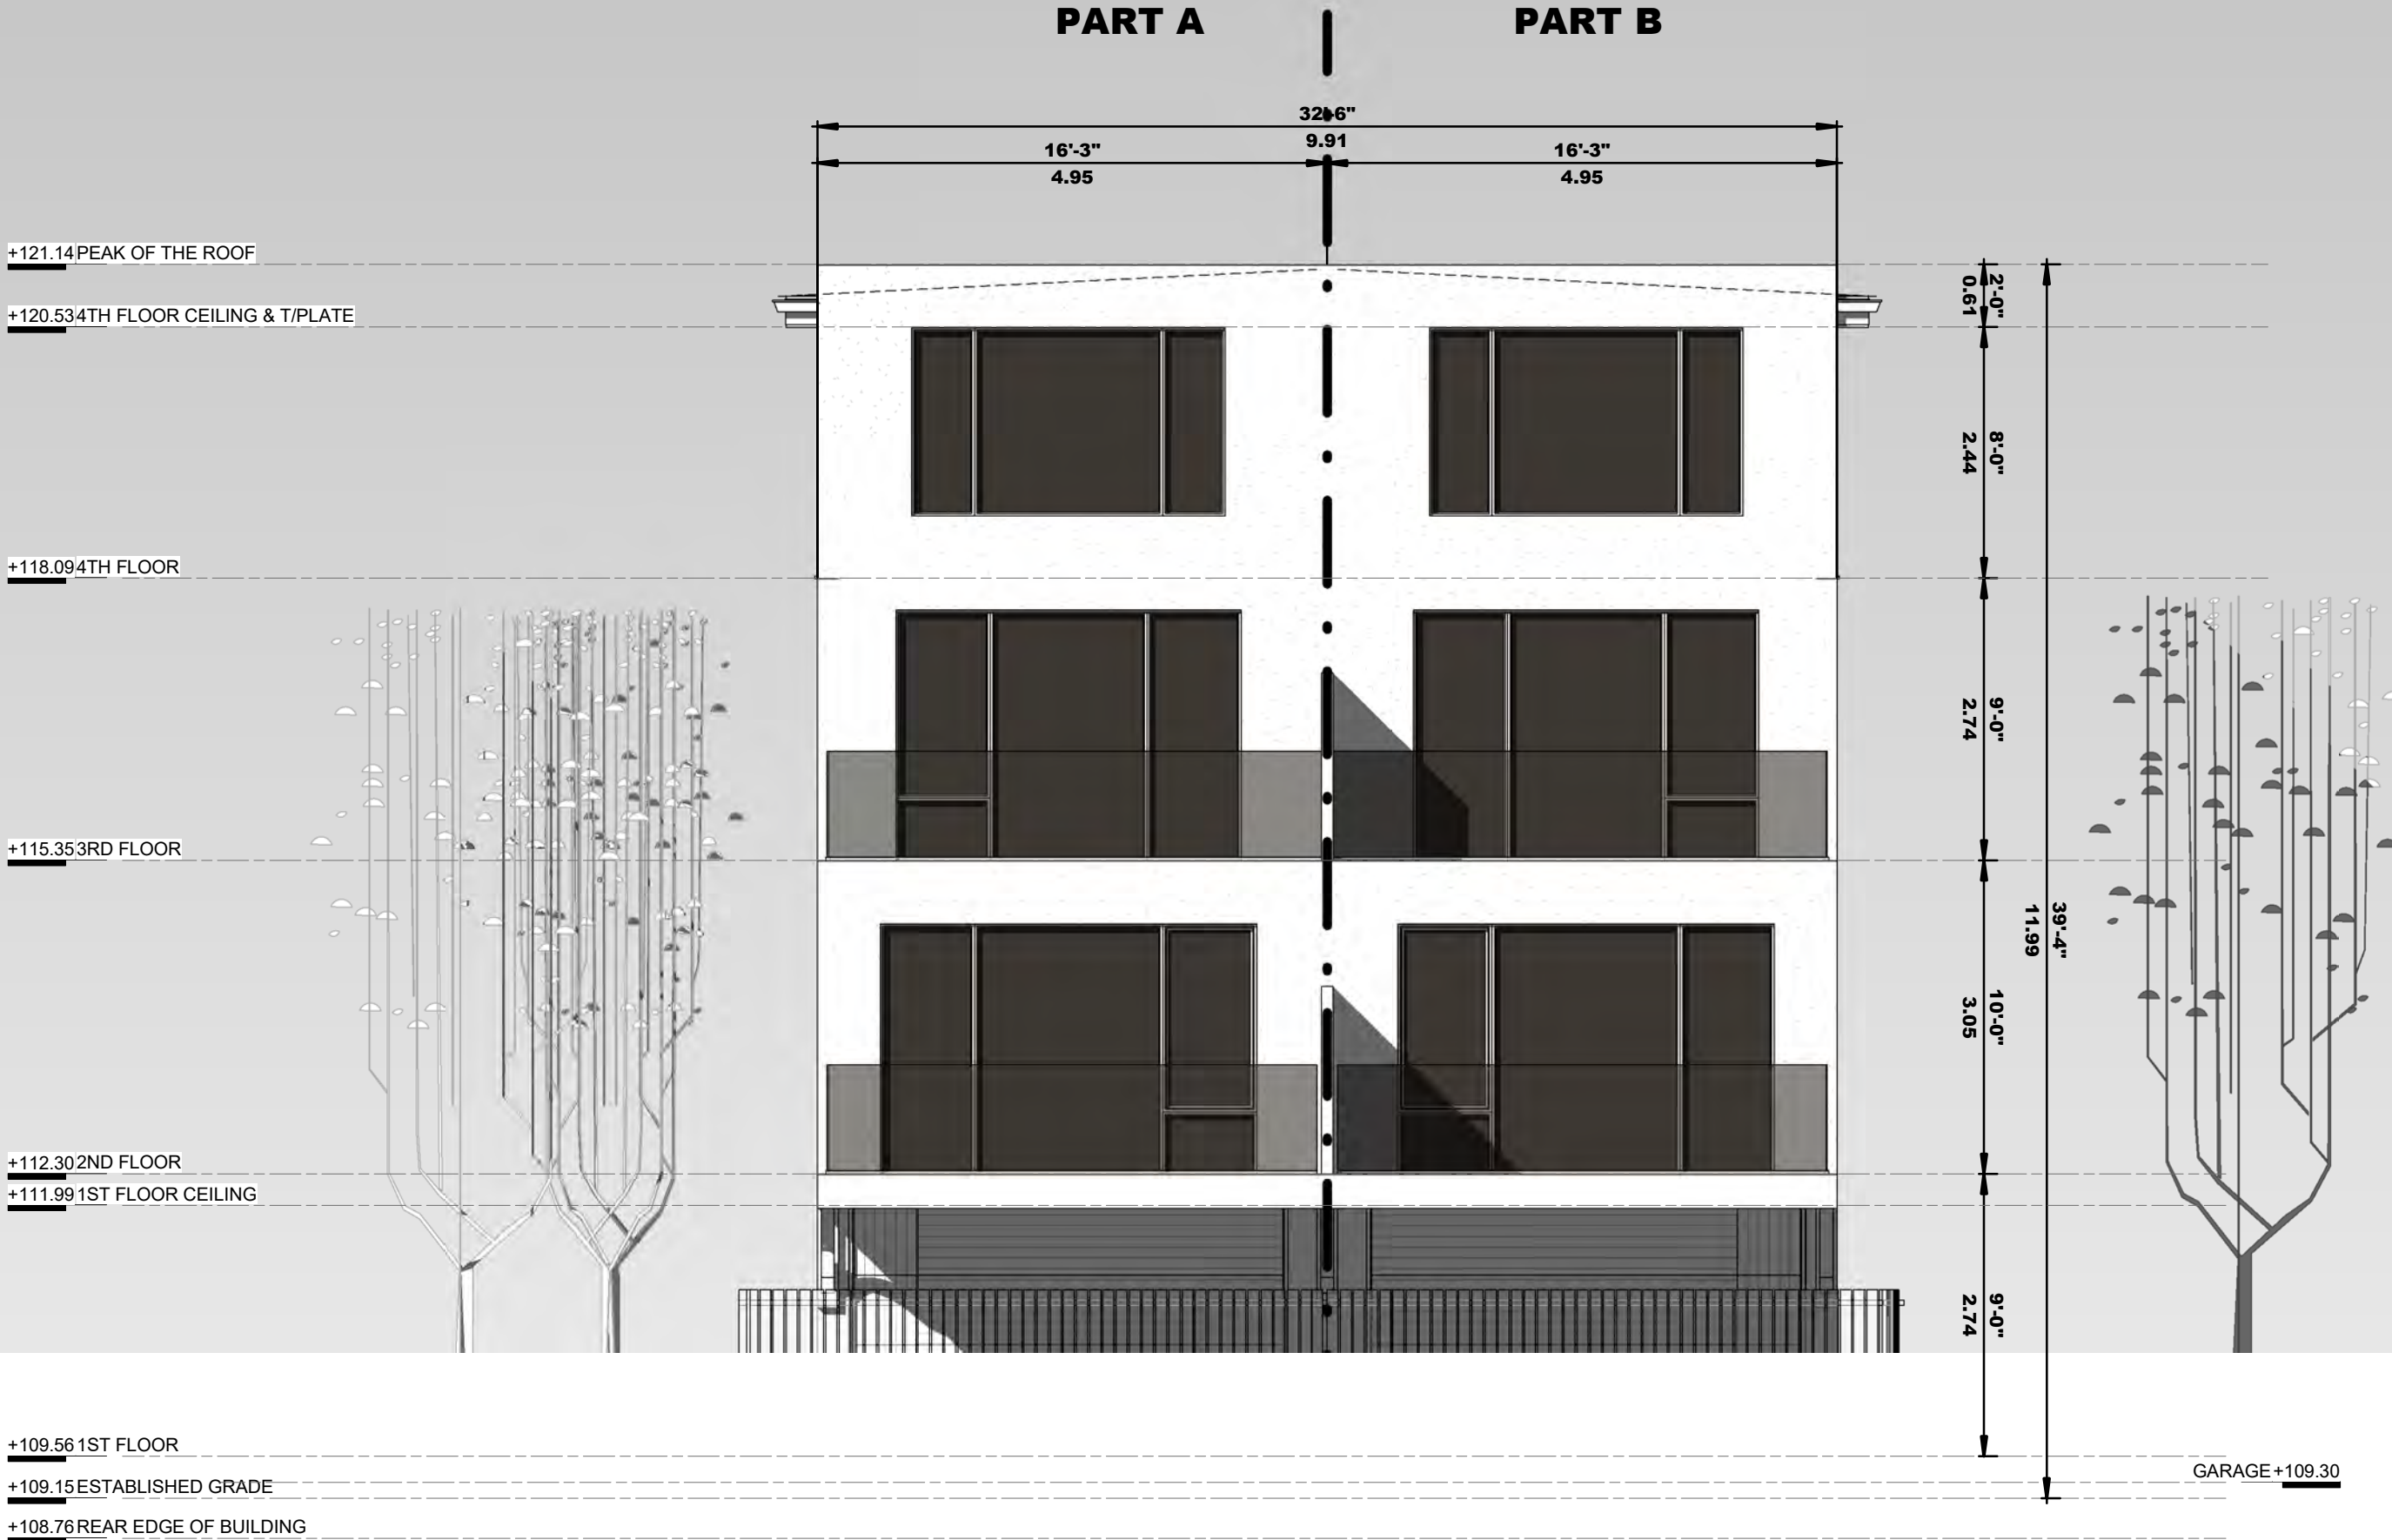 PART A
PART B
32'-6"
9.91
16'-3"
4.95
16'-3"
4.95
+121.14 PEAK OF THE ROOF
+120.53 4TH FLOOR CEILING & T/PLATE
+118.09 4TH FLOOR
+115.35 3RD FLOOR
+112.30 2ND FLOOR
+111.99 1ST FLOOR CEILING
+109.56 1ST FLOOR
+109.15 ESTABLISHED GRADE
+108.76 REAR EDGE OF BUILDING
2'-0"
0.61
8'-0"
2.44
9'-0"
2.74
10'-0"
3.05
9'-0"
2.74
39'-4"
11.99
GARAGE +109.30